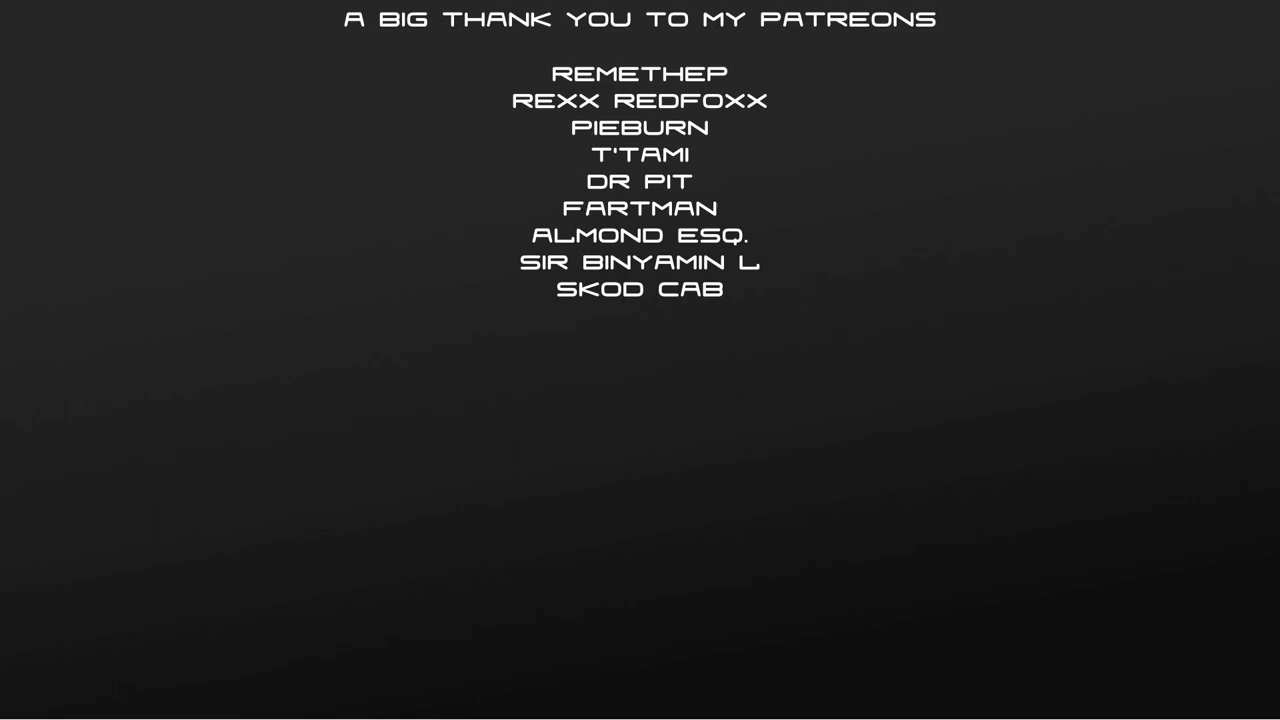 A BIG THANK YOU TO MY PATREONS
REMETHEP
REXX REDFOXX
PIEBURN
T'TAMI
DR PIT
FARTMAN
ALMOND ESQ.
SIR BINYAMIN L
SKOD CAB